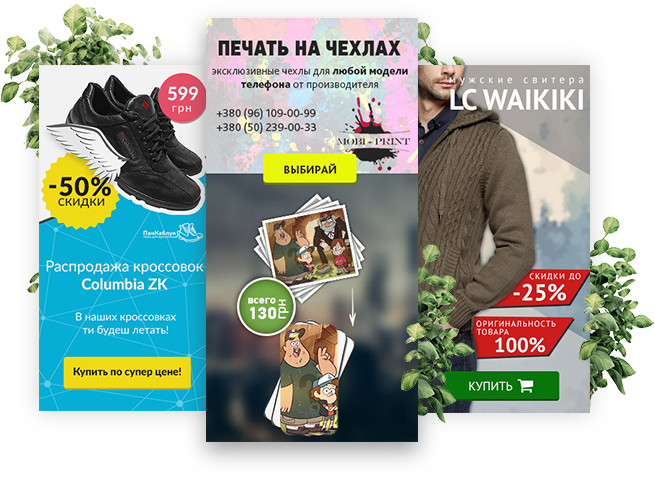 599
грн
-50%
СКИДКИ
ПанКаблук
Распродажа кроссовок
Columbia ZK
В наших кроссовках
ти будеш летать!
Купить по супер цене!
ПЕЧАТЬ НА ЧЕХЛАХ
эксклюзивные чехлы для любой модели
телефона от производителя
+380 (96) 109-00-99
+380 (50) 239-00-33
MOBI - PRINT
ВЫБИРАЙ
всего
130 грн
мужские свитера
LC WAIKIKI
СКИДКИ ДО
-25%
ОРИГИНАЛЬНОСТЬ
ТОВАРА
100%
КУПИТЬ